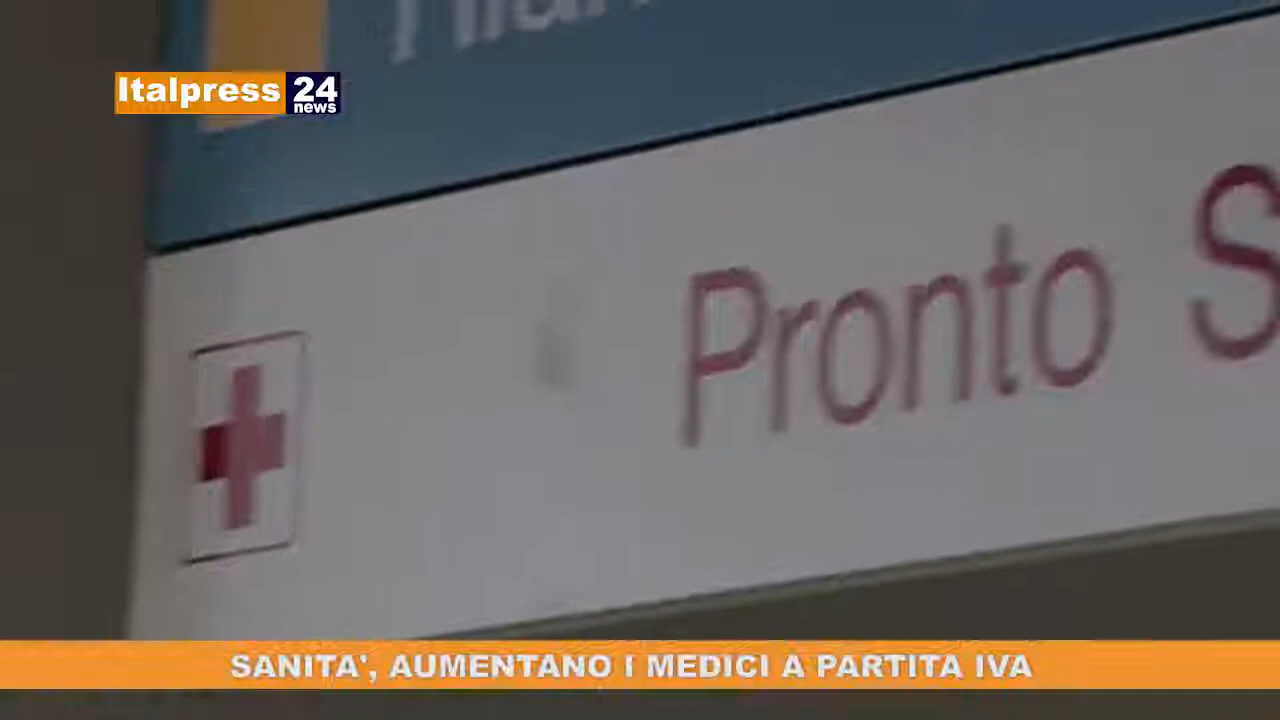 Italpress 24
news
Pronto S
SANITA', AUMENTANO I MEDICI A PARTITA IVA